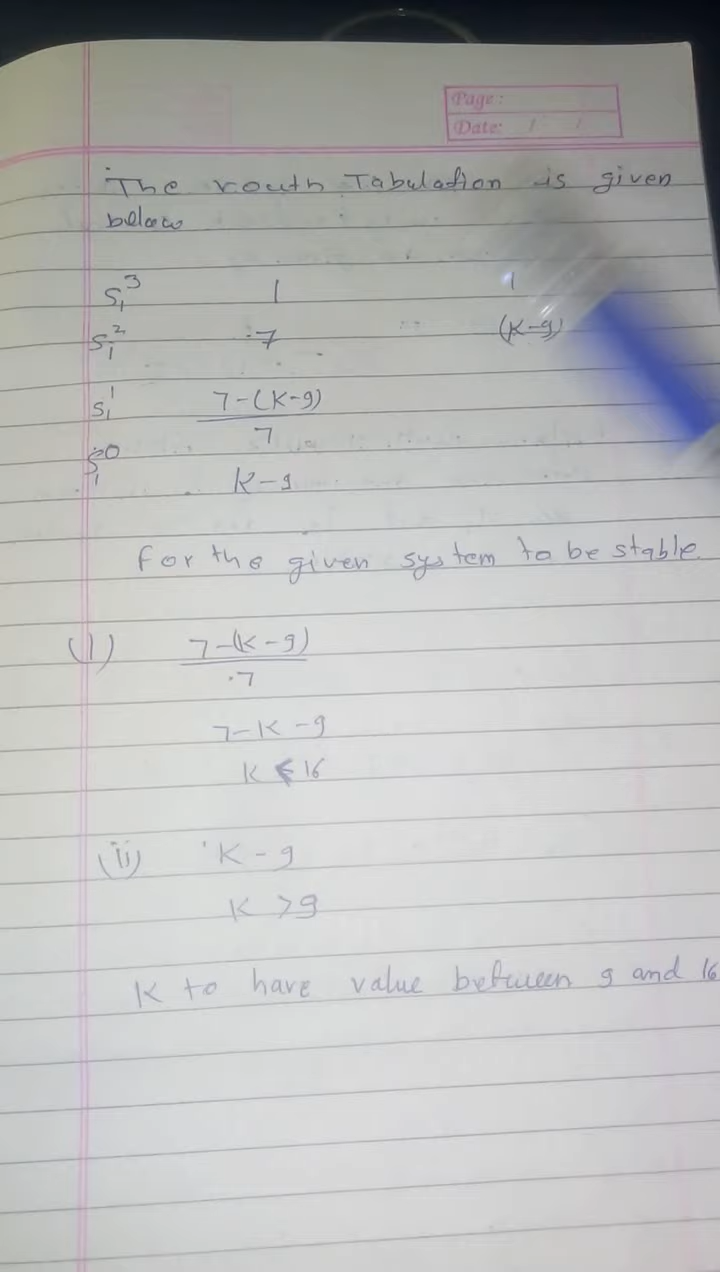 Page:
Date: / /
The routh Tabulation is given
below
S₁³ 1 1
S₁² 7 (K-9)
S₁¹ 7-(K-9)
7
S₁⁰ K-9
For the given system to be stable
(i) 7-(K-9)
7
7-K-9
K < 16
(ii) K-9
K >9
K to have value between 9 and 16